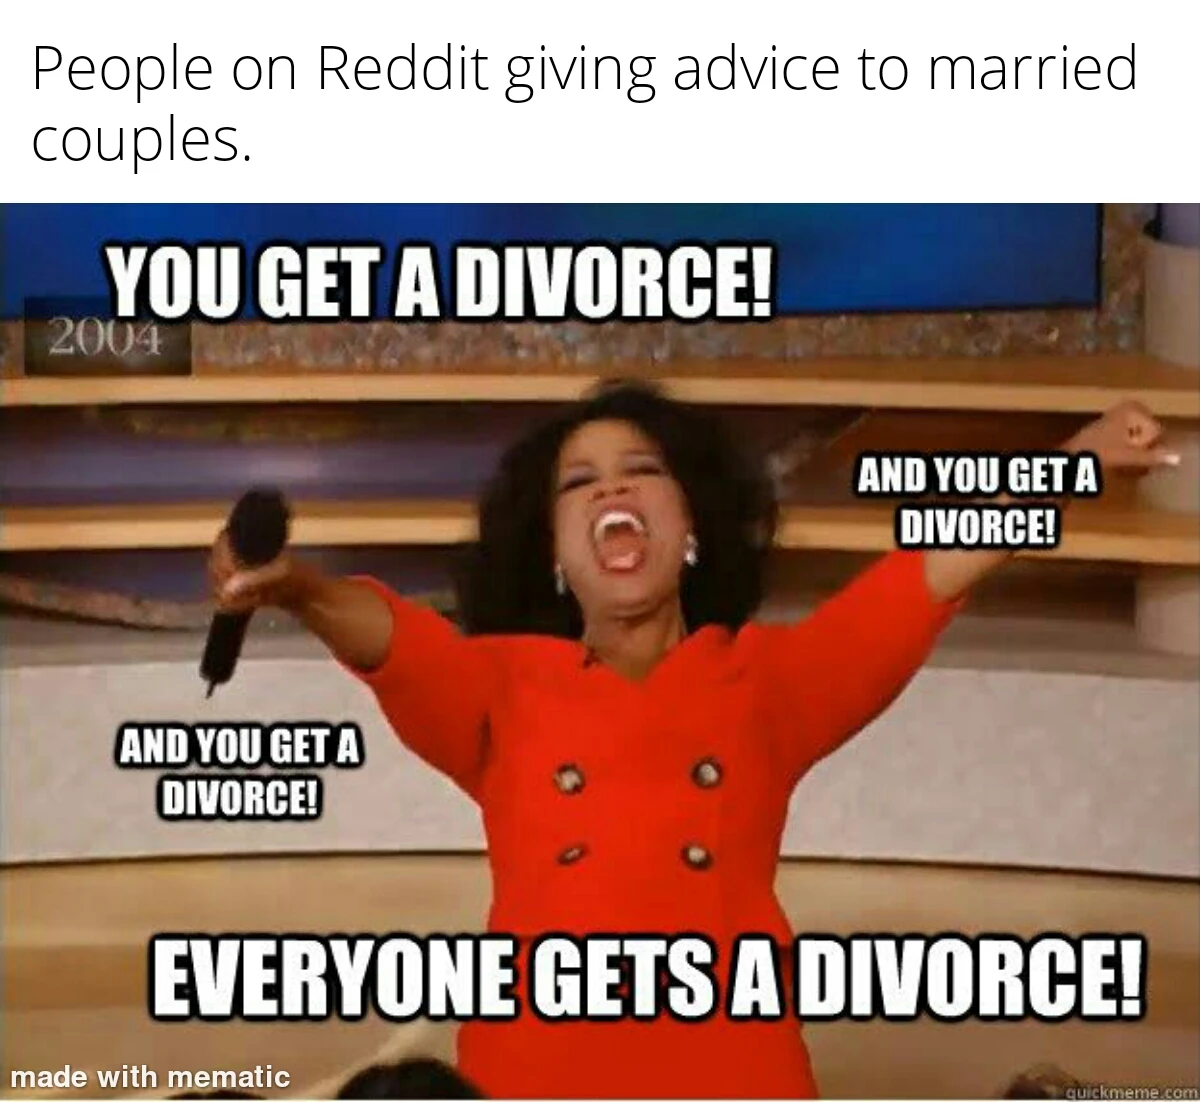 People on Reddit giving advice to married
couples.
YOU GET A DIVORCE!
2004
AND YOU GET A
DIVORCE!
AND YOU GET A
DIVORCE!
EVERYONE GETS A DIVORCE!
made with mematic
quickmeme.com